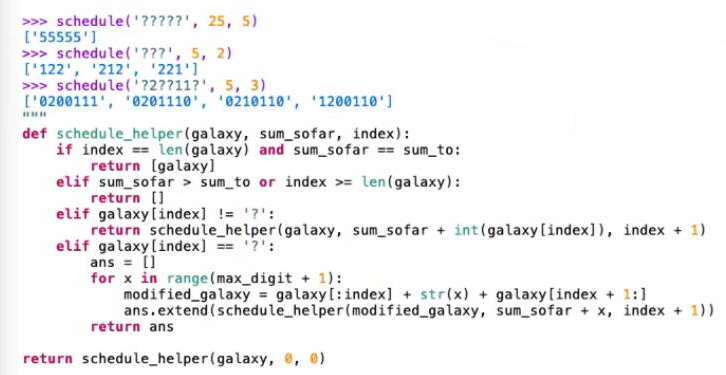 >>> schedule('?????', 25, 5)
['55555']
>>> schedule('???', 5, 2)
['122', '212', '221']
>>> schedule('?2??11?', 5, 3)
['0200111', '0201110', '0210110', '1200110']
"""
def schedule_helper(galaxy, sum_sofar, index):
    if index == len(galaxy) and sum_sofar == sum_to:
        return [galaxy]
    elif sum_sofar > sum_to or index >= len(galaxy):
        return []
    elif galaxy[index] != '?':
        return schedule_helper(galaxy, sum_sofar + int(galaxy[index]), index + 1)
    elif galaxy[index] == '?':
        ans = []
        for x in range(max_digit + 1):
            modified_galaxy = galaxy[:index] + str(x) + galaxy[index + 1:]
            ans.extend(schedule_helper(modified_galaxy, sum_sofar + x, index + 1))
        return ans
return schedule_helper(galaxy, 0, 0)